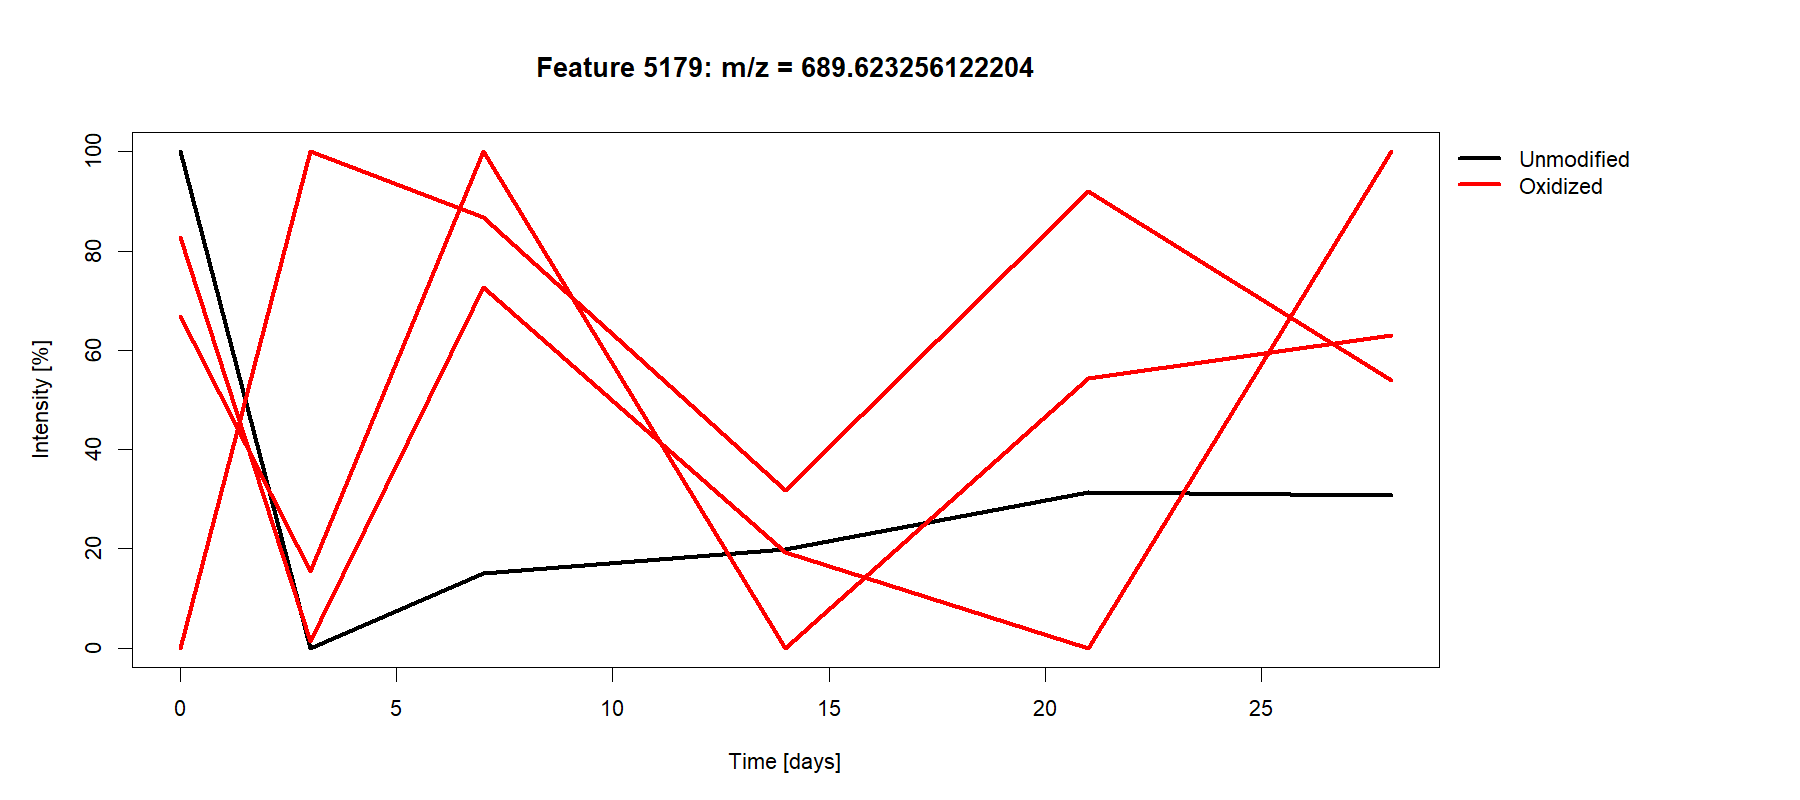 Feature 5179: m/z = 689.623256122204
Intensity [%]
100
80
60
40
20
0
0 5 10 15 20 25
Time [days]
Unmodified
Oxidized